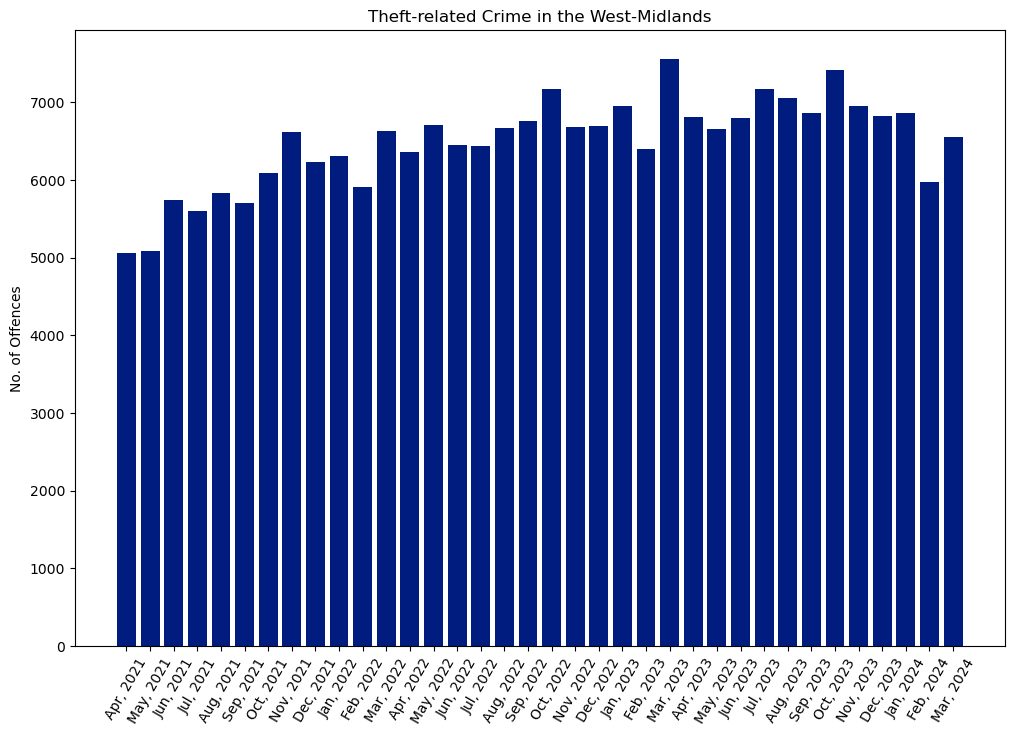 Theft-related Crime in the West-Midlands
No. of Offences
7000
6000
5000
4000
3000
2000
1000
0
Apr, 2021
May, 2021
Jun, 2021
Jul, 2021
Aug, 2021
Sep, 2021
Oct, 2021
Nov, 2021
Dec, 2021
Jan, 2022
Feb, 2022
Mar, 2022
Apr, 2022
May, 2022
Jun, 2022
Jul, 2022
Aug, 2022
Sep, 2022
Oct, 2022
Nov, 2022
Dec, 2022
Jan, 2023
Feb, 2023
Mar, 2023
Apr, 2023
May, 2023
Jun, 2023
Jul, 2023
Aug, 2023
Sep, 2023
Oct, 2023
Nov, 2023
Dec, 2023
Jan, 2024
Feb, 2024
Mar, 2024